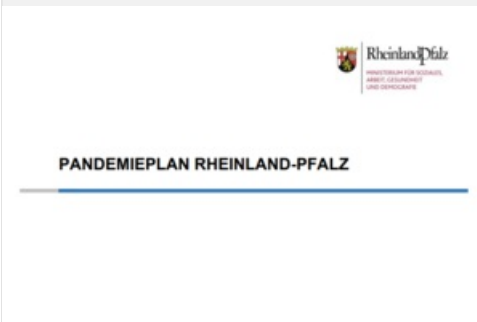 RheinlandPfalz
MINISTERIUM FÜR SOZIALES,
ARBEIT, GESUNDHEIT
UND DEMOGRAFIE
PANDEMIEPLAN RHEINLAND-PFALZ